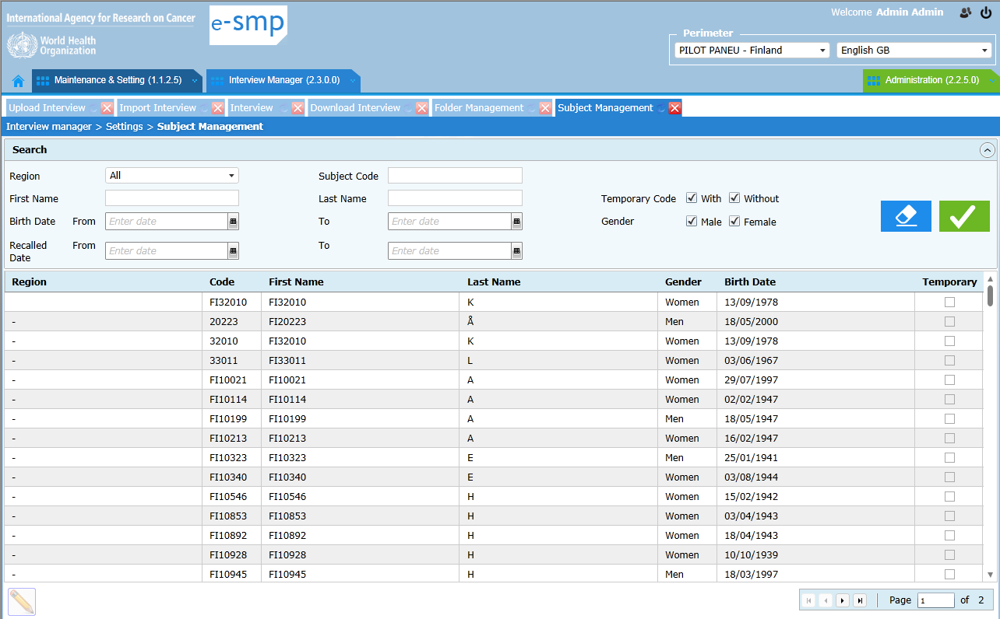 International Agency for Research on Cancer
World Health
Organization
e-smp
Welcome Admin Admin
Perimeter
PILOT PANEU - Finland English GB
Maintenance & Setting (1.1.2.5) Interview Manager (2.3.0.0) Administration (2.2.5.0)
Upload Interview Import Interview Interview Download Interview Folder Management Subject Management
Interview manager > Settings > Subject Management
Search
Region All Subject Code
First Name Last Name Temporary Code With Without
Birth Date From Enter date To Enter date Gender Male Female
Recalled Date From Enter date To Enter date
Region Code First Name Last Name Gender Birth Date Temporary
FI32010 FI32010 K Women 13/09/1978
- 20223 FI20223 Å Men 18/05/2000
- 32010 FI32010 K Women 13/09/1978
- 33011 FI33011 L Women 03/06/1967
- FI10021 FI10021 A Women 29/07/1997
- FI10114 FI10114 A Women 02/02/1947
- FI10199 FI10199 A Men 18/05/1947
- FI10213 FI10213 A Women 16/02/1947
- FI10323 FI10323 E Men 25/01/1941
- FI10340 FI10340 E Women 03/08/1944
- FI10546 FI10546 H Women 15/02/1942
- FI10853 FI10853 H Women 03/04/1943
- FI10892 FI10892 H Women 18/04/1943
- FI10928 FI10928 H Women 10/10/1939
- FI10945 FI10945 H Men 18/03/1997
Page 1 of 2